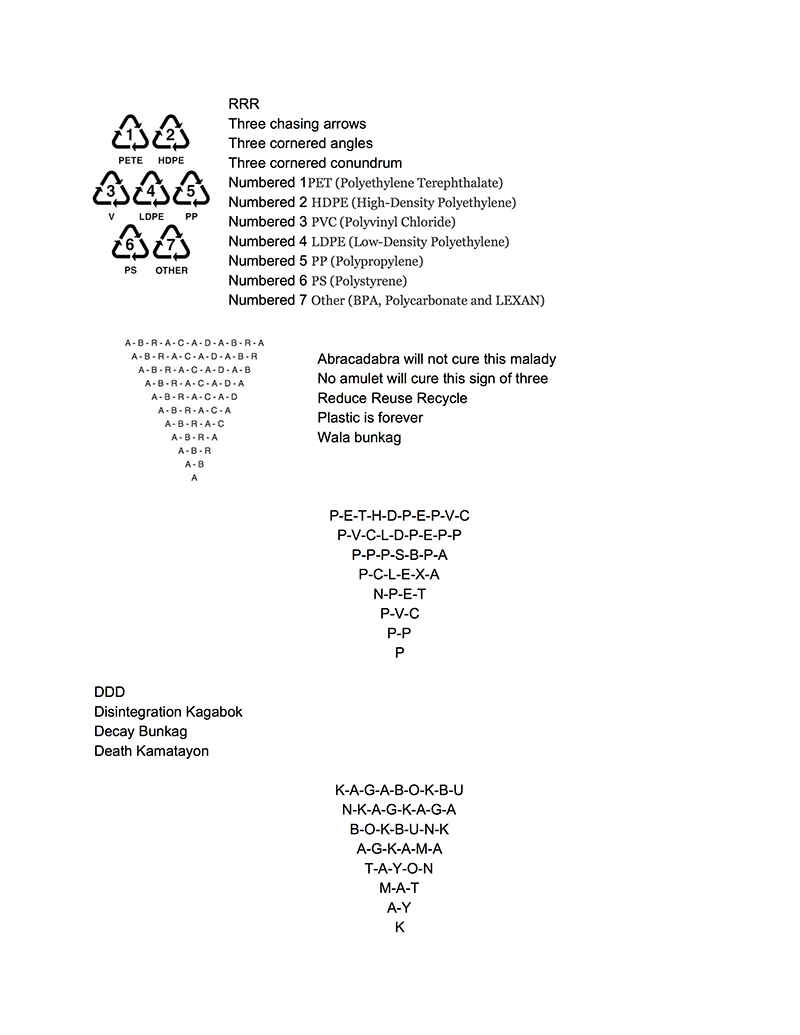 RRR
Three chasing arrows
Three cornered angles
Three cornered conundrum
Numbered 1PET (Polyethylene Terephthalate)
Numbered 2 HDPE (High-Density Polyethylene)
Numbered 3 PVC (Polyvinyl Chloride)
Numbered 4 LDPE (Low-Density Polyethylene)
Numbered 5 PP (Polypropylene)
Numbered 6 PS (Polystyrene)
Numbered 7 Other (BPA, Polycarbonate and LEXAN)
1 2
PETE HDPE
3 4 5
V LDPE PP
6 7
PS OTHER
A-B-R-A-C-A-D-A-B-R-A
A-B-R-A-C-A-D-A-B-R
A-B-R-A-C-A-D-A-B
A-B-R-A-C-A-D-A
A-B-R-A-C-A-D
A-B-R-A-C-A
A-B-R-A-C
A-B-R-A
A-B-R
A-B
A
Abracadabra will not cure this malady
No amulet will cure this sign of three
Reduce Reuse Recycle
Plastic is forever
Wala bunkag
P-E-T-H-D-P-E-P-V-C
P-V-C-L-D-P-E-P-P
P-P-P-S-B-P-A
P-C-L-E-X-A
N-P-E-T
P-V-C
P-P
P
DDD
Disintegration Kagabok
Decay Bunkag
Death Kamatayon
K-A-G-A-B-O-K-B-U
N-K-A-G-K-A-G-A
B-O-K-B-U-N-K
A-G-K-A-M-A
T-A-Y-O-N
M-A-T
A-Y
K